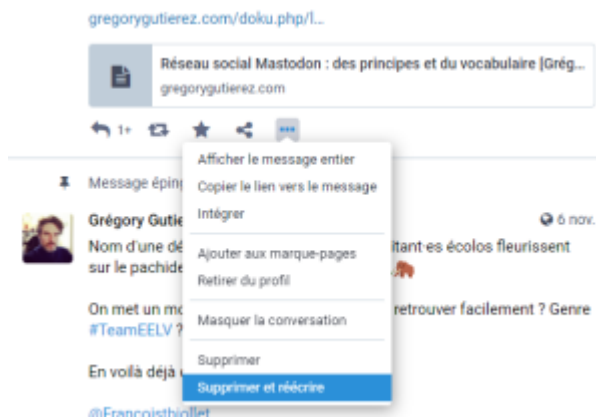 gregorygutierez.com/doku.php/l...
Réseau social Mastodon : des principes et du vocabulaire [Grég...
gregorygutierez.com
1+
Afficher le message entier
Message éping
Copier le lien vers le message
Intégrer
Grégory Gutie
6 nov.
Nom d'une dé
itant·es écolos fleurissent
Ajouter aux marque-pages
sur le pachide
Retirer du profil
On met un mo
retrouver facilement ? Genre
Masquer la conversation
#TeamEELV ?
Supprimer
En voilà déjà
Supprimer et réécrire
@Francoisthiollet